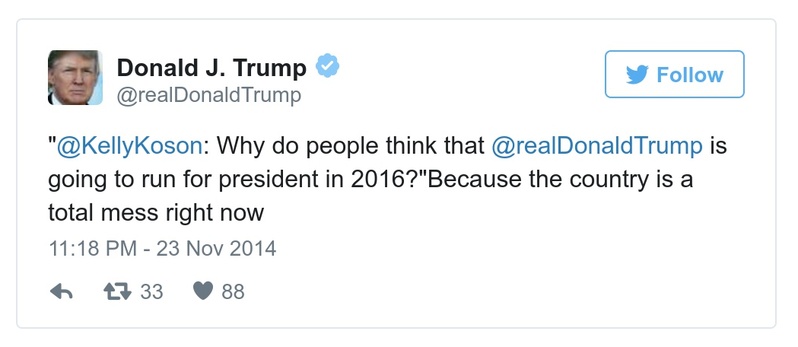 Donald J. Trump
@realDonaldTrump
Follow
"@KellyKoson: Why do people think that @realDonaldTrump is
going to run for president in 2016?"Because the country is a
total mess right now
11:18 PM - 23 Nov 2014
33 88